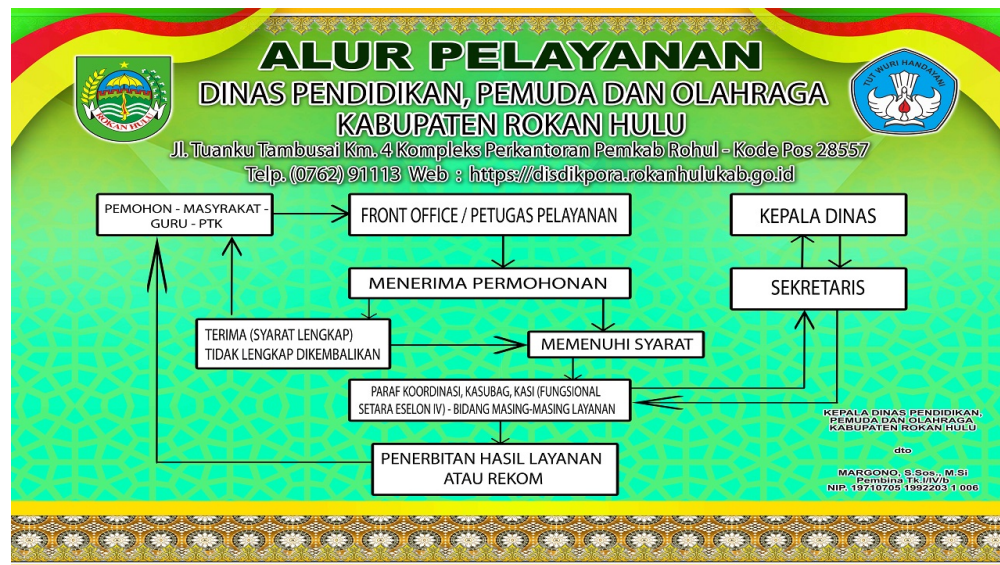 ALUR PELAYANAN
DINAS PENDIDIKAN, PEMUDA DAN OLAHRAGA
KABUPATEN ROKAN HULU
Jl. Tuanku Tambusai Km. 4 Kompleks Perkantoran Pemkab Rohul - Kode Pos 28557
Telp. (0762) 91113 Web : https://disdikpora.rokanhulukab.go.id
ROKAN HULU
TUT WURI HANDAYANI
PEMOHON - MASYRAKAT -
GURU - PTK
FRONT OFFICE / PETUGAS PELAYANAN
KEPALA DINAS
MENERIMA PERMOHONAN
SEKRETARIS
TERIMA (SYARAT LENGKAP)
TIDAK LENGKAP DIKEMBALIKAN
MEMENUHI SYARAT
PARAF KOORDINASI, KASUBAG, KASI (FUNGSIONAL
SETARA ESELON IV) - BIDANG MASING-MASING LAYANAN
PENERBITAN HASIL LAYANAN
ATAU REKOM
KEPALA DINAS PENDIDIKAN,
PEMUDA DAN OLAHRAGA
KABUPATEN ROKAN HULU
dto
MARGONO, S.Sos., M.Si
Pembina Tk.I/IV/b
NIP. 19710705 1992203 1 006